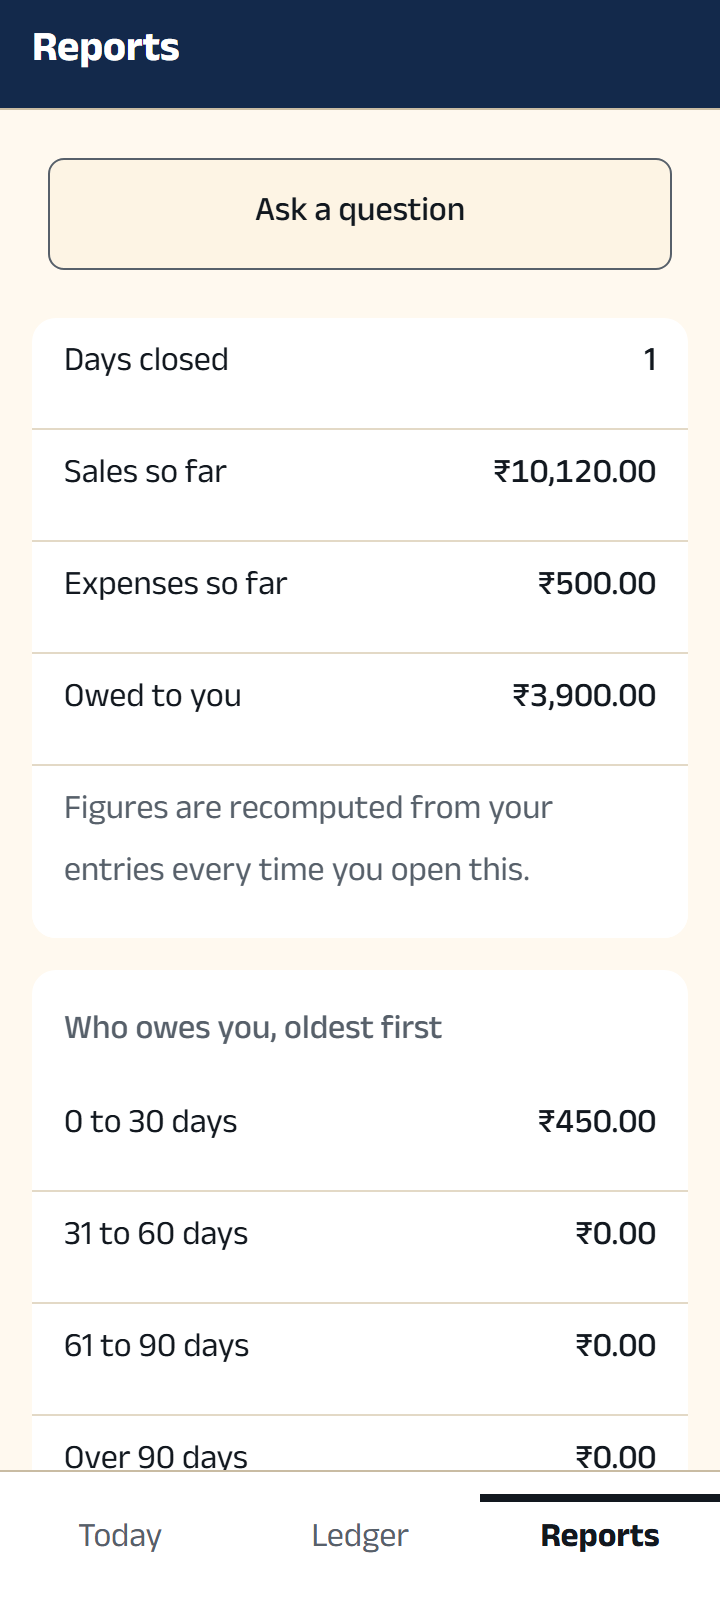 Reports
Ask a question
Days closed 1
Sales so far ₹10,120.00
Expenses so far ₹500.00
Owed to you ₹3,900.00
Figures are recomputed from your
entries every time you open this.
Who owes you, oldest first
0 to 30 days ₹450.00
31 to 60 days ₹0.00
61 to 90 days ₹0.00
Over 90 days ₹0.00
Today Ledger Reports